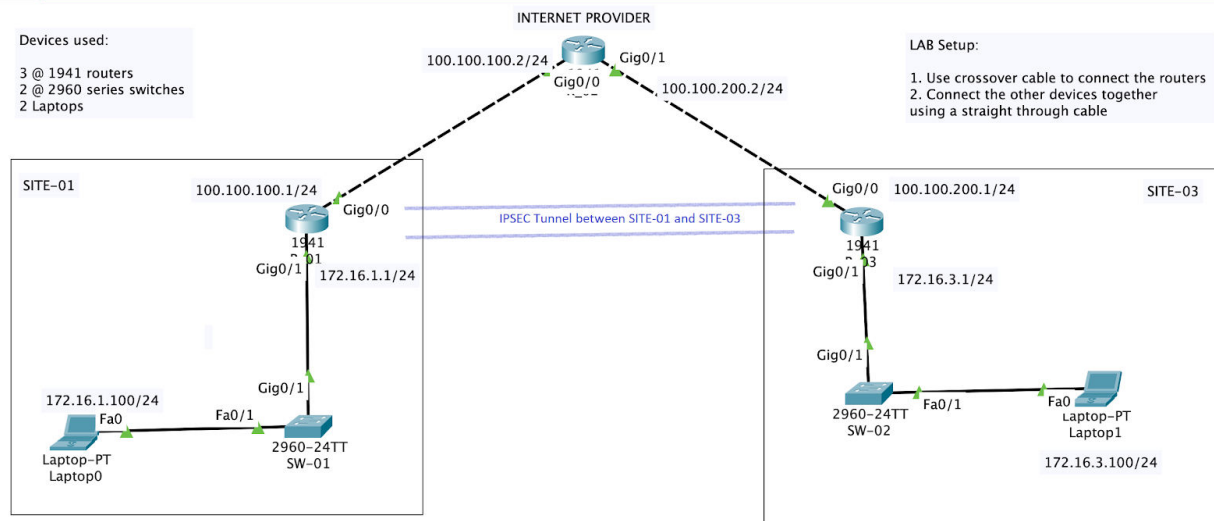 INTERNET PROVIDER
Devices used:
3 @ 1941 routers
2 @ 2960 series switches
2 Laptops
LAB Setup:
1. Use crossover cable to connect the routers
2. Connect the other devices together
using a straight through cable
100.100.100.2/24
Gig0/1
Gig0/0
100.100.200.2/24
SITE-01
100.100.100.1/24
Gig0/0
1941
Gig0/1
172.16.1.1/24
IPSEC Tunnel between SITE-01 and SITE-03
Gig0/0
100.100.200.1/24
SITE-03
1941
Gig0/1
172.16.3.1/24
Gig0/1
172.16.1.100/24
Fa0
Fa0/1
2960-24TT
SW-01
Laptop-PT
Laptop0
Gig0/1
2960-24TT
SW-02
Fa0/1
Fa0
Laptop-PT
Laptop1
172.16.3.100/24